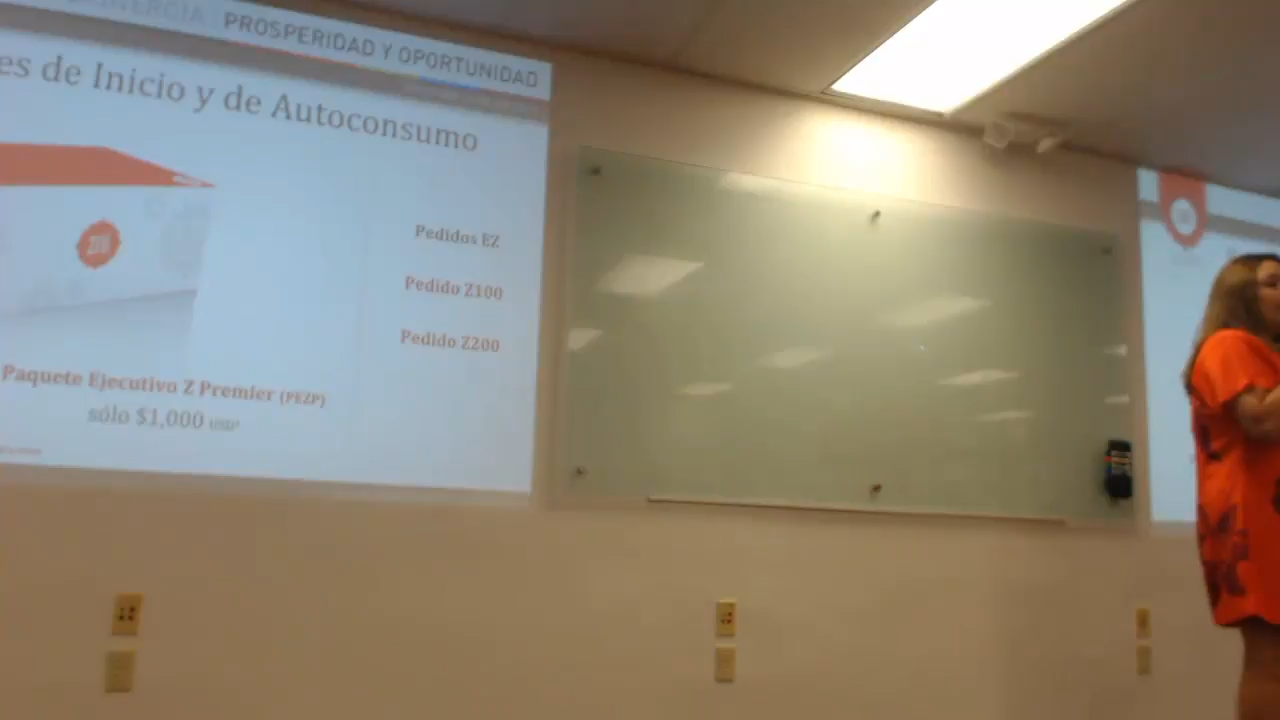 PROSPERIDAD Y OPORTUNIDAD
es de Inicio y de Autoconsumo
Pedidos EZ
Pedido Z100
Pedido Z200
Paquete Ejecutivo Z Premier (PEZP)
sólo $1,000